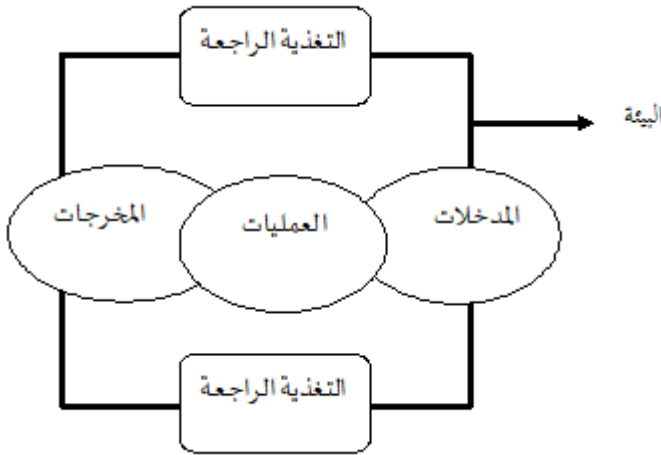 التغذية الراجعة
البيئة
المدخلات
العمليات
المخرجات
التغذية الراجعة